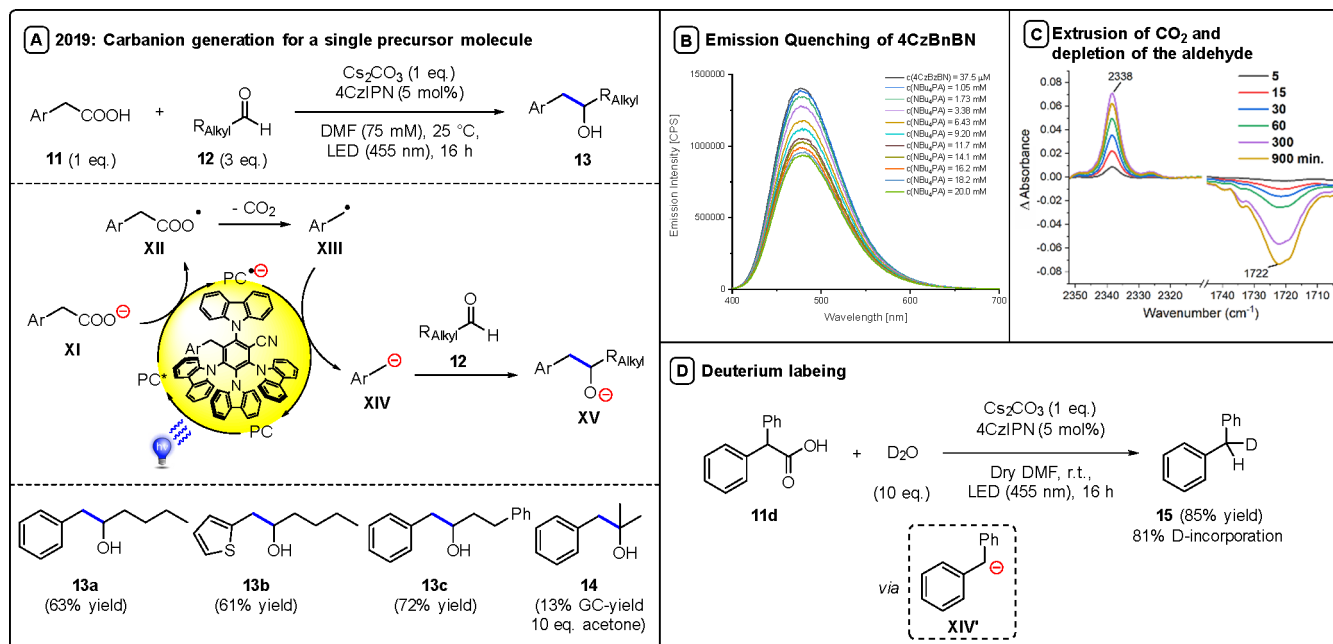 A 2019: Carbanion generation for a single precursor molecule
Ar COOH
11 (1 eq.)
+
RAlkyl O H
12 (3 eq.)
Cs2CO3 (1 eq.)
4CzIPN (5 mol%)
DMF (75 mM), 25 °C,
LED (455 nm), 16 h
Ar RAlkyl
OH
13
Ar COO•
XII
- CO2
Ar •
XIII
PC•⊖
Ar COO⊖
XI
N
Ar CN
N N
N
PC*
PC
hν
Ar ⊖
XIV
O
RAlkyl H
12
Ar RAlkyl
O⊖
XV
OH
13a
(63% yield)
S OH
13b
(61% yield)
Ph
OH
13c
(72% yield)
OH
14
(13% GC-yield
10 eq. acetone)
B Emission Quenching of 4CzBnBN
Emission Intensity [CPS]
1500000
1000000
500000
0
400 500 600 700
Wavelength [nm]
c(4CzBzBN) = 37.5 µM
c(NBu4PA) = 1.05 mM
c(NBu4PA) = 1.73 mM
c(NBu4PA) = 3.38 mM
c(NBu4PA) = 6.43 mM
c(NBu4PA) = 9.20 mM
c(NBu4PA) = 11.7 mM
c(NBu4PA) = 14.1 mM
c(NBu4PA) = 16.2 mM
c(NBu4PA) = 18.2 mM
c(NBu4PA) = 20.0 mM
C Extrusion of CO2 and
depletion of the aldehyde
Δ Absorbance
0.08
0.06
0.04
0.02
0.00
-0.02
-0.04
-0.06
-0.08
2338
1722
5
15
30
60
300
900 min.
2350 2340 2330 2320 1740 1730 1720 1710
Wavenumber (cm-1)
D Deuterium labeing
Ph
OH
O
11d
+
D2O
(10 eq.)
Cs2CO3 (1 eq.)
4CzIPN (5 mol%)
Dry DMF, r.t.,
LED (455 nm), 16 h
Ph
D
H
15 (85% yield)
81% D-incorporation
via
Ph
⊖
XIV'